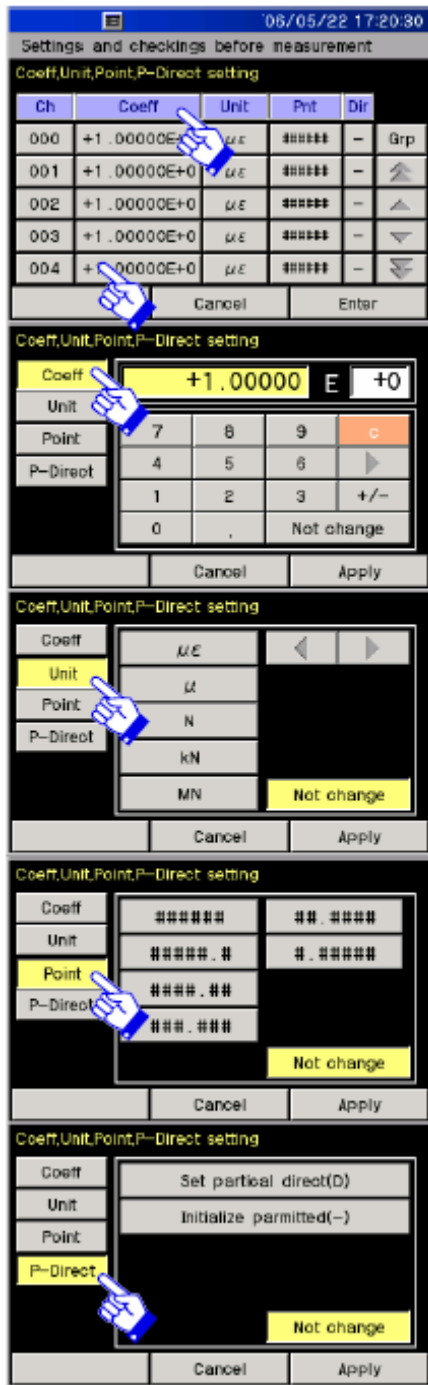 '06/05/22 17:20:30
Settings and checkings before measurement
Coeff,Unit,Point,P-Direct setting
Ch Coeff Unit Pnt Dir
000 +1.00000E+0 με ###### - Grp
001 +1.00000E+0 με ###### -
002 +1.00000E+0 με ###### -
003 +1.00000E+0 με ###### -
004 +1.00000E+0 με ###### -
Cancel Enter
Coeff,Unit,Point,P-Direct setting
Coeff +1.00000 E +0
Unit
Point 7 8 9 C
P-Direct 4 5 6
1 2 3 +/-
0 . Not change
Cancel Apply
Coeff,Unit,Point,P-Direct setting
Coeff με
Unit μ
Point N
P-Direct kN
MN Not change
Cancel Apply
Coeff,Unit,Point,P-Direct setting
Coeff ###### ##.####
Unit #####.# #.#####
Point ####.##
P-Direct ###.###
Not change
Cancel Apply
Coeff,Unit,Point,P-Direct setting
Coeff Set partical direct(D)
Unit Initialize parmitted(-)
Point
P-Direct
Not change
Cancel Apply